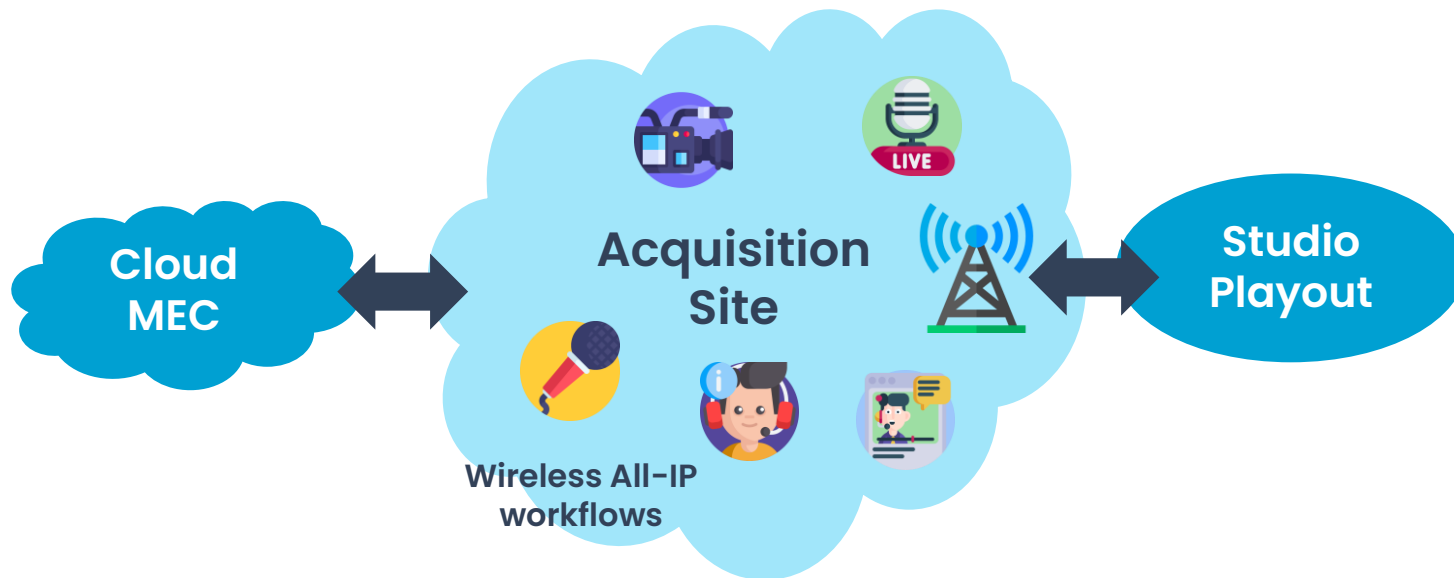 Cloud
MEC
LIVE
Acquisition
Site
i
Wireless All-IP
workflows
Studio
Playout